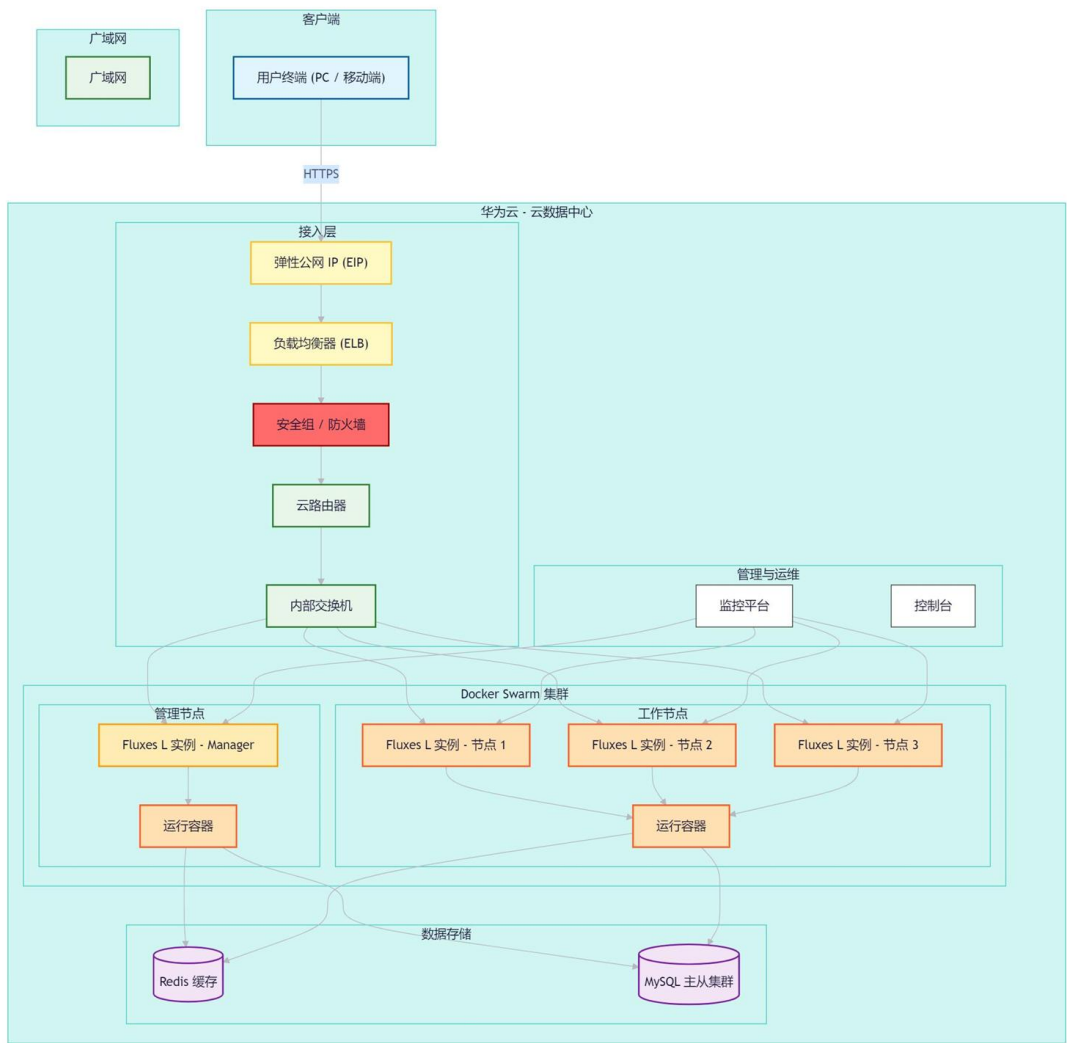 广域网
广域网
客户端
用户终端 (PC / 移动端)
HTTPS
华为云 - 云数据中心
接入层
弹性公网 IP (EIP)
负载均衡器 (ELB)
安全组 / 防火墙
云路由器
内部交换机
管理与运维
监控平台
控制台
Docker Swarm 集群
管理节点
Fluxes L 实例 - Manager
运行容器
工作节点
Fluxes L 实例 - 节点 1
Fluxes L 实例 - 节点 2
Fluxes L 实例 - 节点 3
运行容器
数据存储
Redis 缓存
MySQL 主从集群